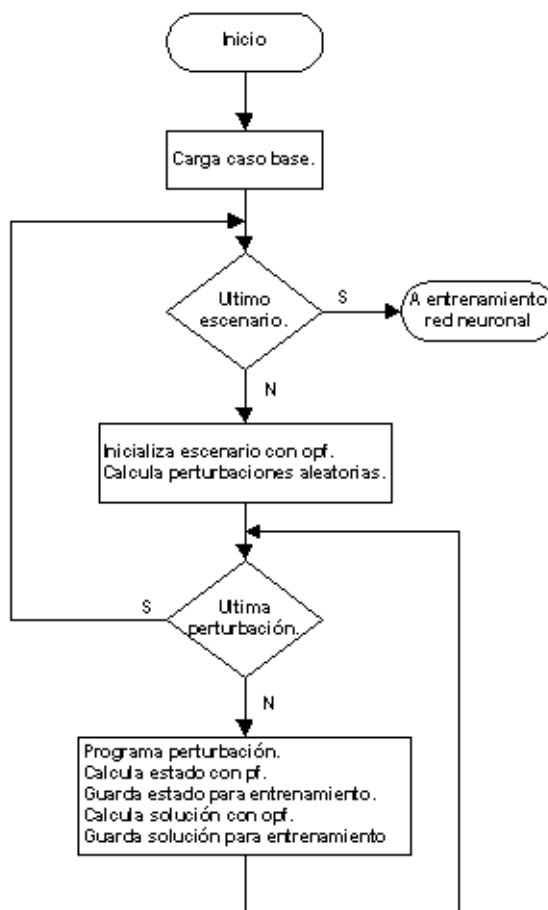 Inicio
Carga caso base.
Ultimo
escenario.
S
A entrenamiento
red neuronal
N
Inicializa escenario con opf.
Calcula perturbaciones aleatorias.
S
Ultima
perturbación.
N
Programa perturbación.
Calcula estado con pf.
Guarda estado para entrenamiento.
Calcula solución con opf.
Guarda solución para entrenamiento